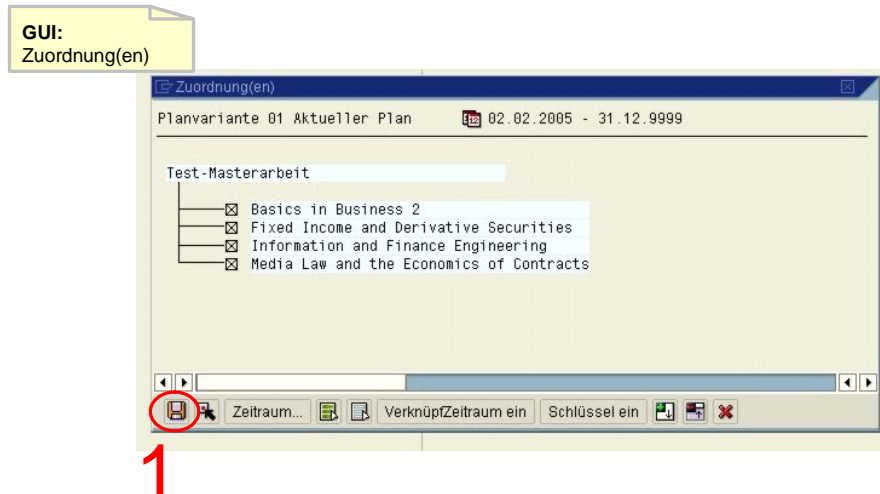 GUI:
Zuordnung(en)
Zuordnung(en)
Planvariante 01 Aktueller Plan 02.02.2005 - 31.12.9999
Test-Masterarbeit
Basics in Business 2
Fixed Income and Derivative Securities
Information and Finance Engineering
Media Law and the Economics of Contracts
Zeitraum... VerknüpfZeitraum ein Schlüssel ein
1